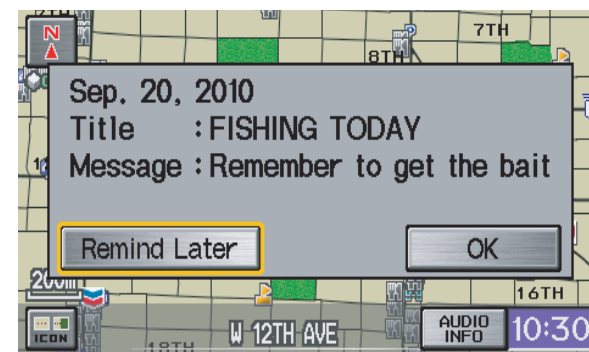 N
7TH
8TH
Sep. 20, 2010
Title : FISHING TODAY
Message : Remember to get the bait
Remind Later
OK
16TH
ICON
18TH
W 12TH AVE
AUDIO INFO
10:30